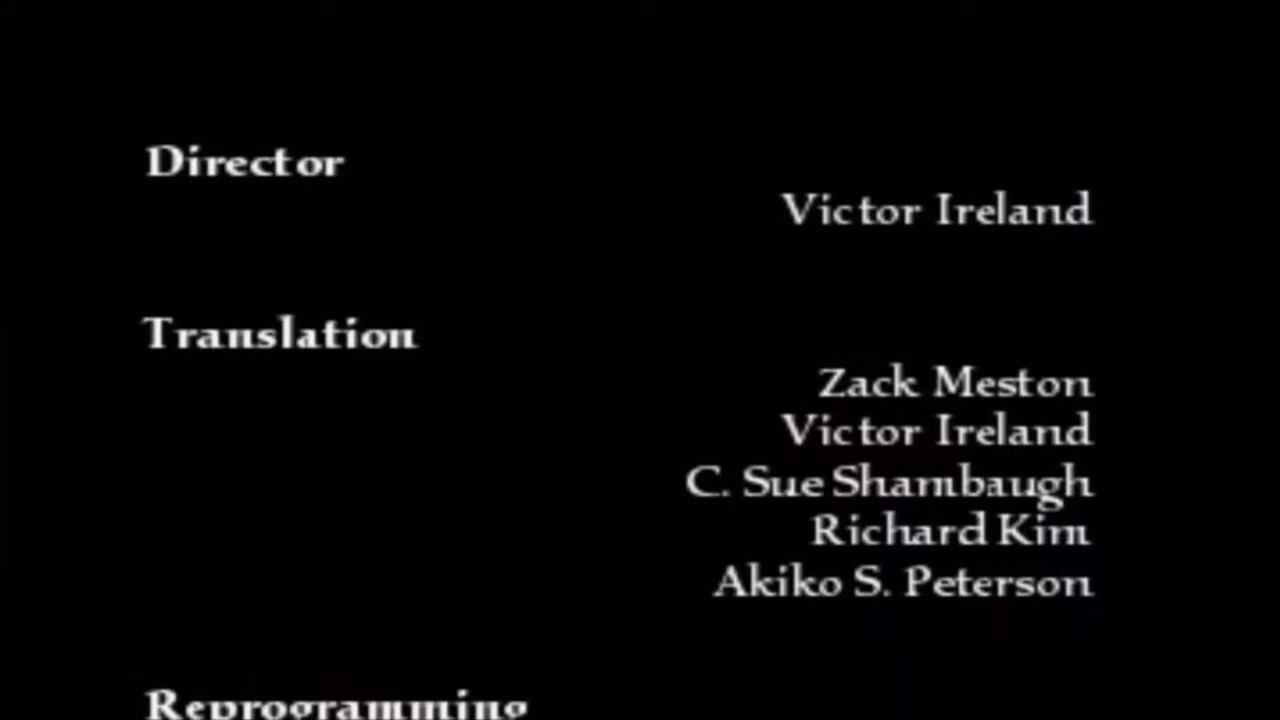 Director
Victor Ireland
Translation
Zack Meston
Victor Ireland
C. Sue Shambaugh
Richard Kim
Akiko S. Peterson
Reprogramming